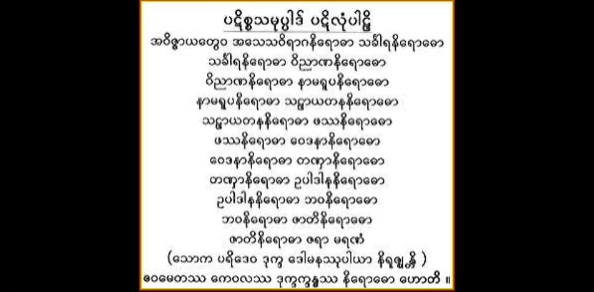 ပဋိစ္စသမုပ္ပါဒ် ပဋိလုံပါဠိ
အဝိဇ္ဇာယတွေဝ အသေသဝိရာဂနိရောဓာ သင်္ခါရနိရောဓော
သင်္ခါရနိရောဓာ ဝိညာဏနိရောဓော
ဝိညာဏနိရောဓာ နာမရူပနိရောဓော
နာမရူပနိရောဓာ သဠာယတနနိရောဓော
သဠာယတနနိရောဓာ ဖဿနိရောဓော
ဖဿနိရောဓာ ဝေဒနာနိရောဓော
ဝေဒနာနိရောဓာ တဏှာနိရောဓော
တဏှာနိရောဓာ ဥပါဒါနနိရောဓော
ဥပါဒါနနိရောဓာ ဘဝနိရောဓော
ဘဝနိရောဓာ ဇာတိနိရောဓော
ဇာတိနိရောဓာ ဇရာ မရဏံ
(သောက ပရိဒေဝ ဒုက္ခ ဒေါမနဿုပါယာ နိရုဇ္ဈန္တိ )
ဧဝမေတဿ ကေဝလဿ ဒုက္ခက္ခန္ဓဿ နိရောဓော ဟောတိ ။